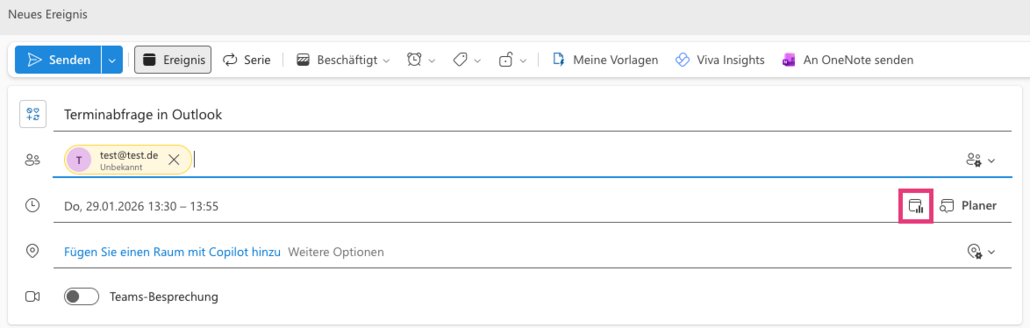 Neues Ereignis
Senden Ereignis Serie Beschäftigt Meine Vorlagen Viva Insights An OneNote senden
Terminabfrage in Outlook
T test@test.de
Unbekannt
Do, 29.01.2026 13:30 – 13:55 Planer
Fügen Sie einen Raum mit Copilot hinzu Weitere Optionen
Teams-Besprechung